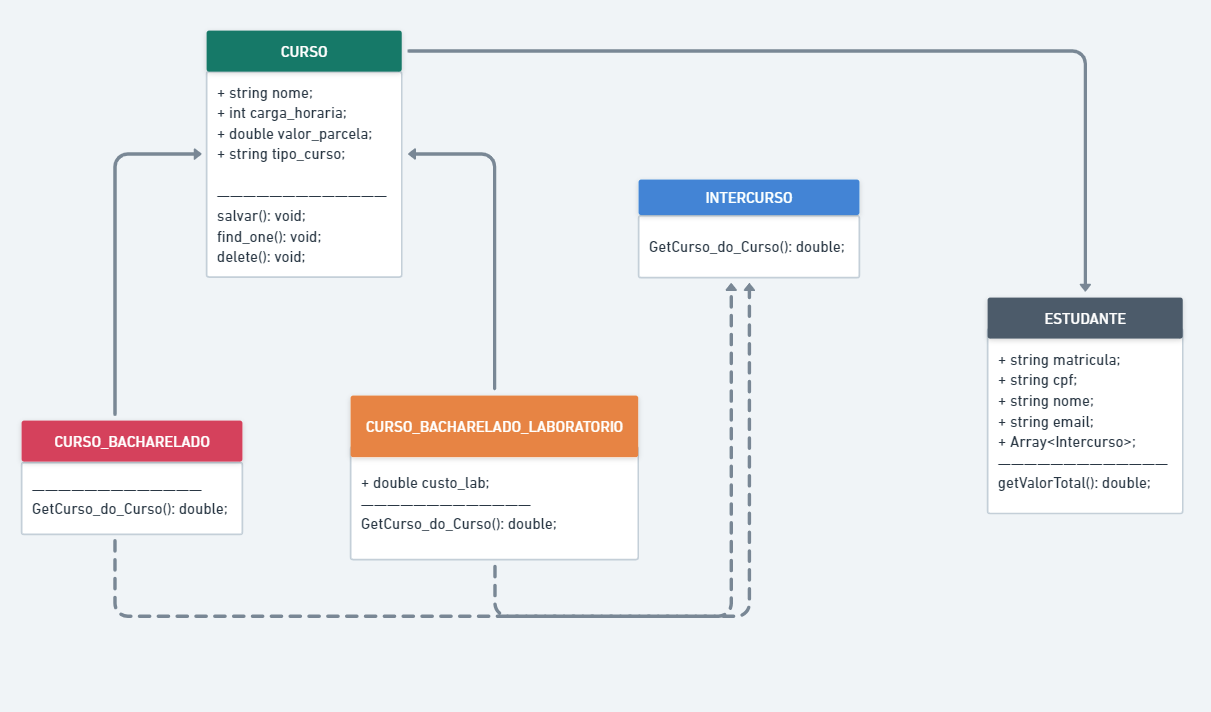 CURSO
+ string nome;
+ int carga_horaria;
+ double valor_parcela;
+ string tipo_curso;
—————————————
salvar(): void;
find_one(): void;
delete(): void;
INTERCURSO
GetCurso_do_Curso(): double;
ESTUDANTE
+ string matricula;
+ string cpf;
+ string nome;
+ string email;
+ Array<Intercurso>;
—————————————
getValorTotal(): double;
CURSO_BACHARELADO
—————————————
GetCurso_do_Curso(): double;
CURSO_BACHARELADO_LABORATORIO
+ double custo_lab;
—————————————
GetCurso_do_Curso(): double;